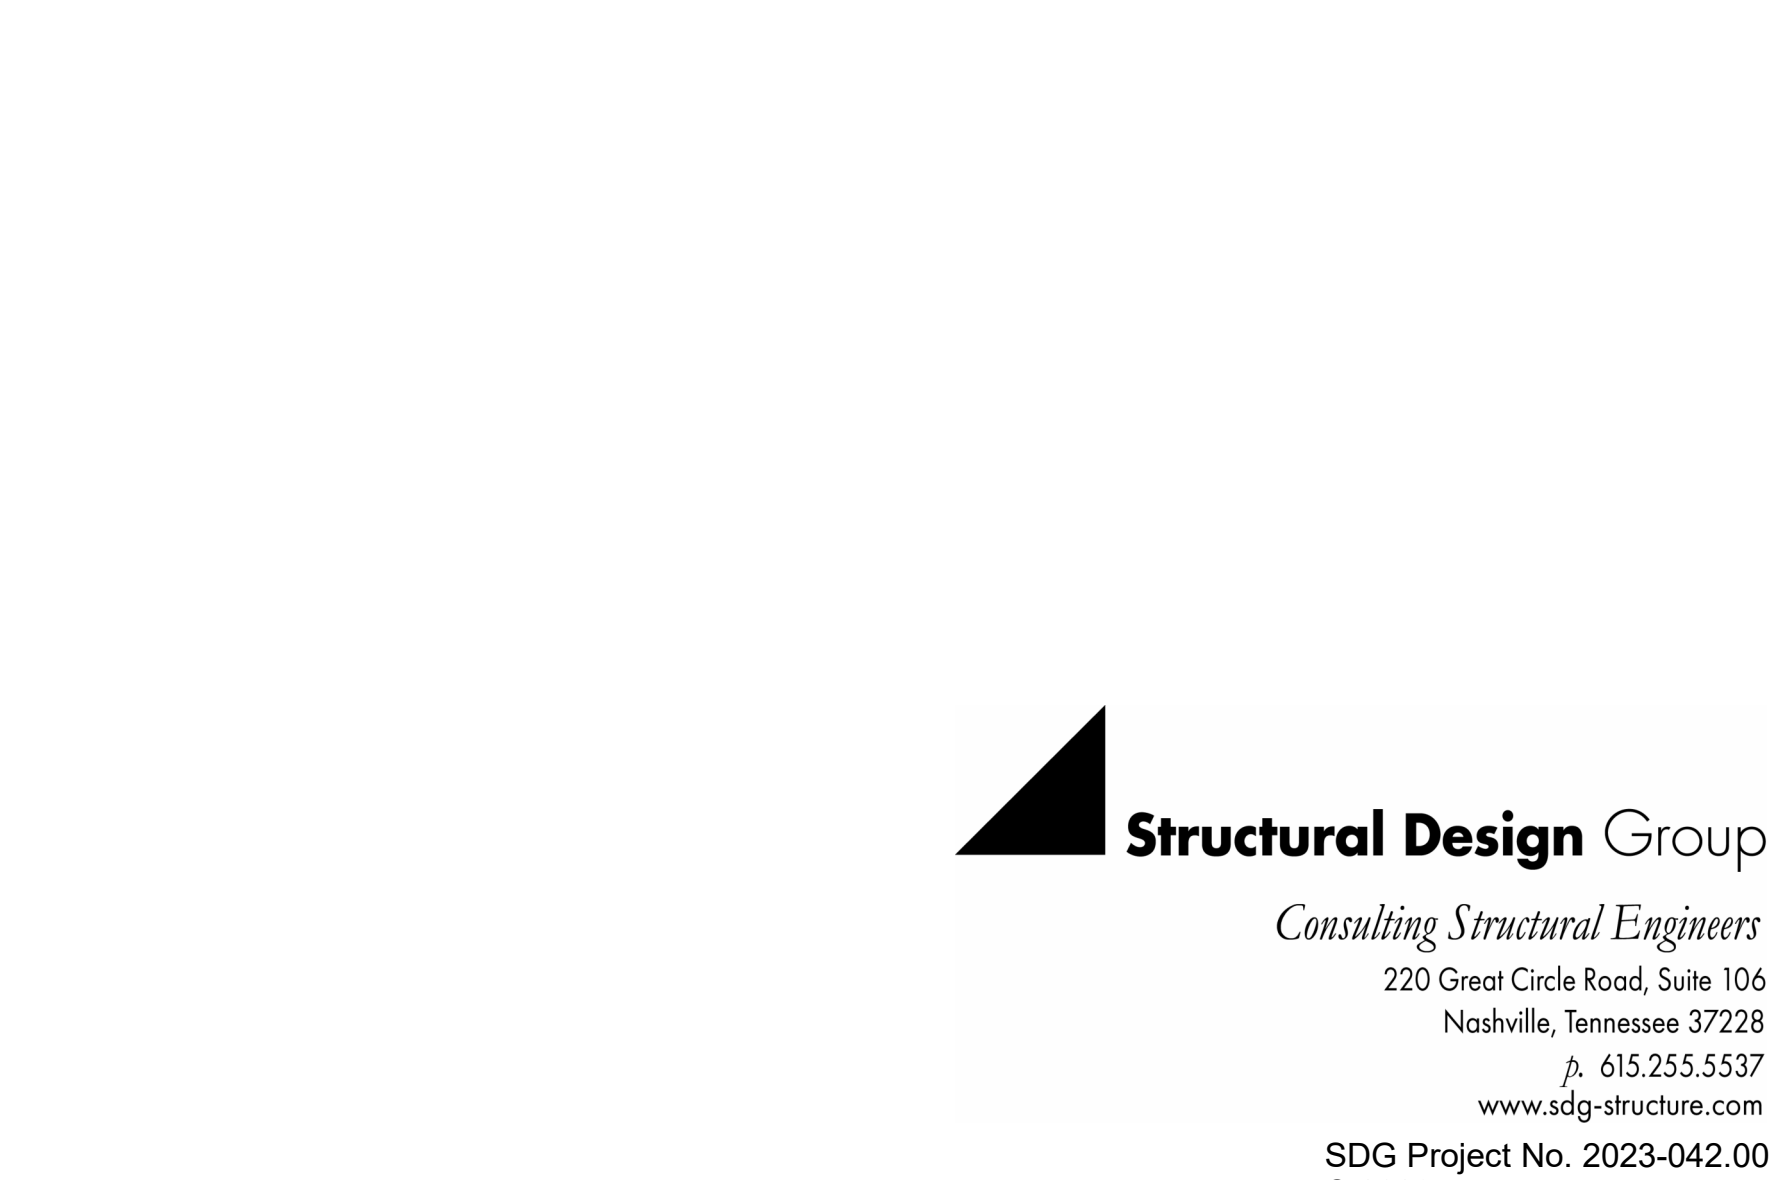 Structural Design Group
Consulting Structural Engineers
220 Great Circle Road, Suite 106
Nashville, Tennessee 37228
p. 615.255.5537
www.sdg-structure.com
SDG Project No. 2023-042.00